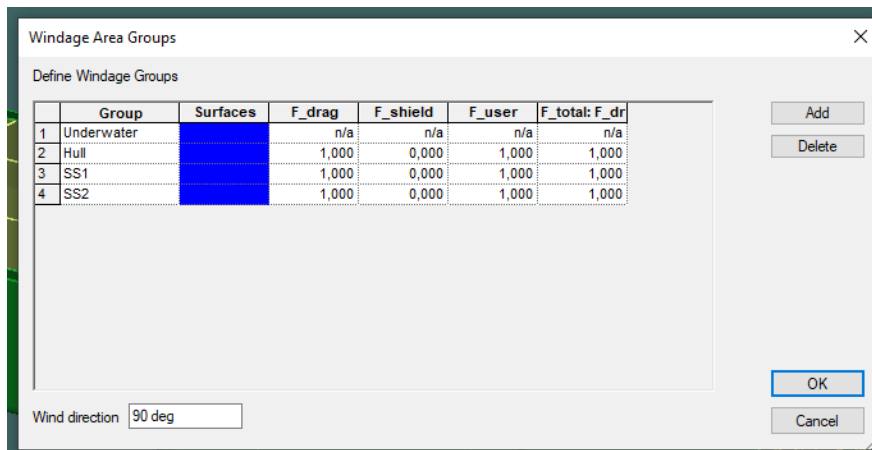 Windage Area Groups
Define Windage Groups
Group Surfaces F_drag F_shield F_user F_total: F_dr
1 Underwater n/a n/a n/a n/a
2 Hull 1,000 0,000 1,000 1,000
3 SS1 1,000 0,000 1,000 1,000
4 SS2 1,000 0,000 1,000 1,000
Add
Delete
OK
Wind direction 90 deg
Cancel